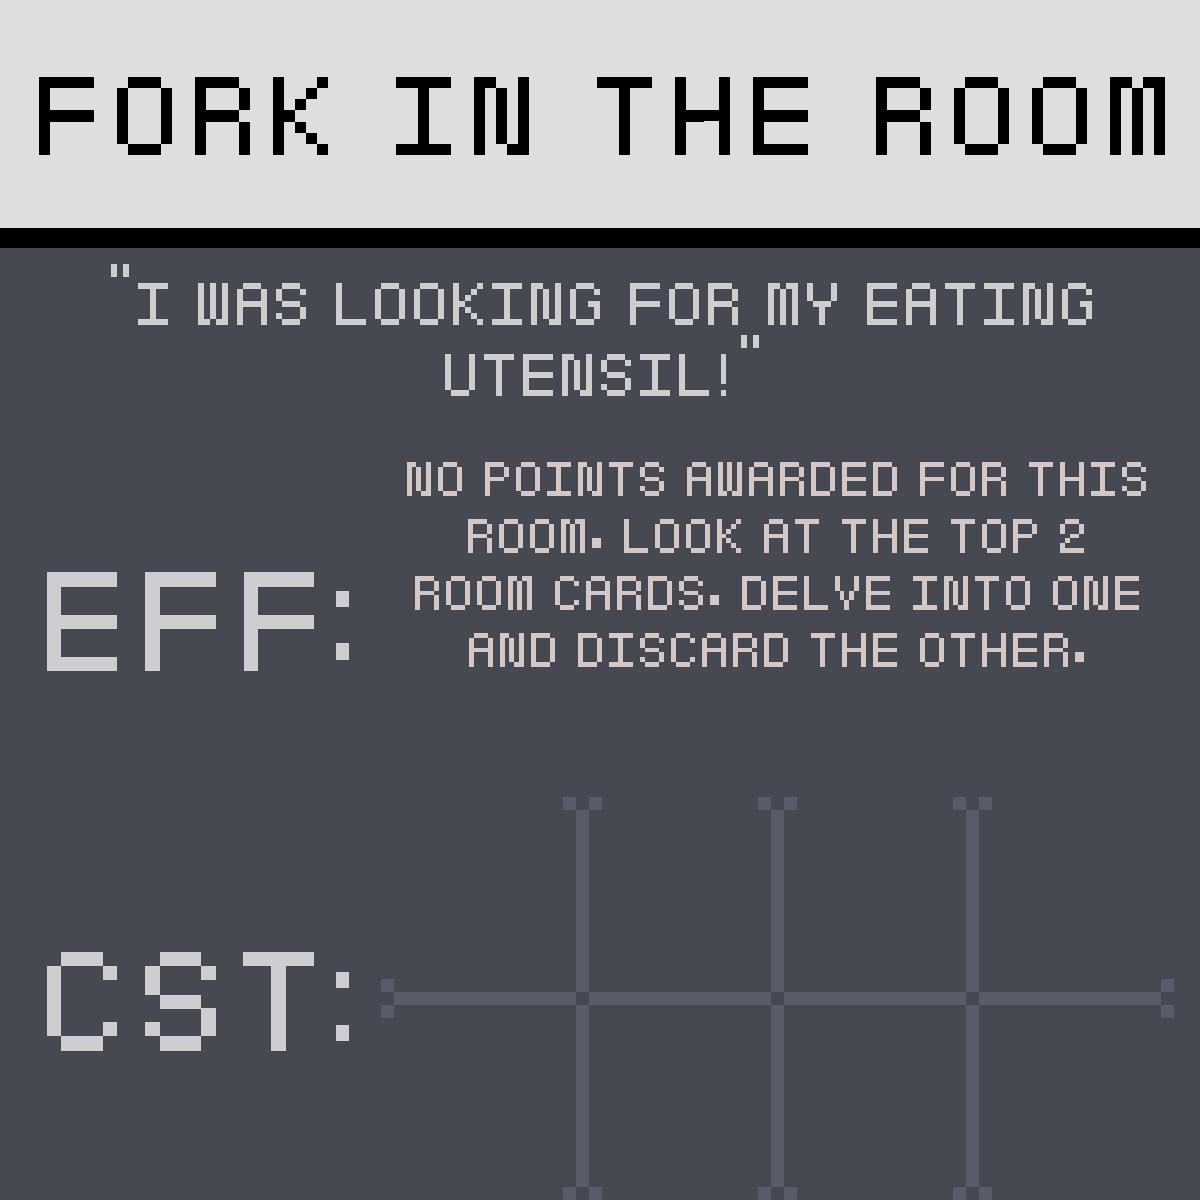 FORK IN THE ROOM
"I WAS LOOKING FOR MY EATING
UTENSIL!"
EFF:
NO POINTS AWARDED FOR THIS
ROOM. LOOK AT THE TOP 2
ROOM CARDS. DELVE INTO ONE
AND DISCARD THE OTHER.
CST: